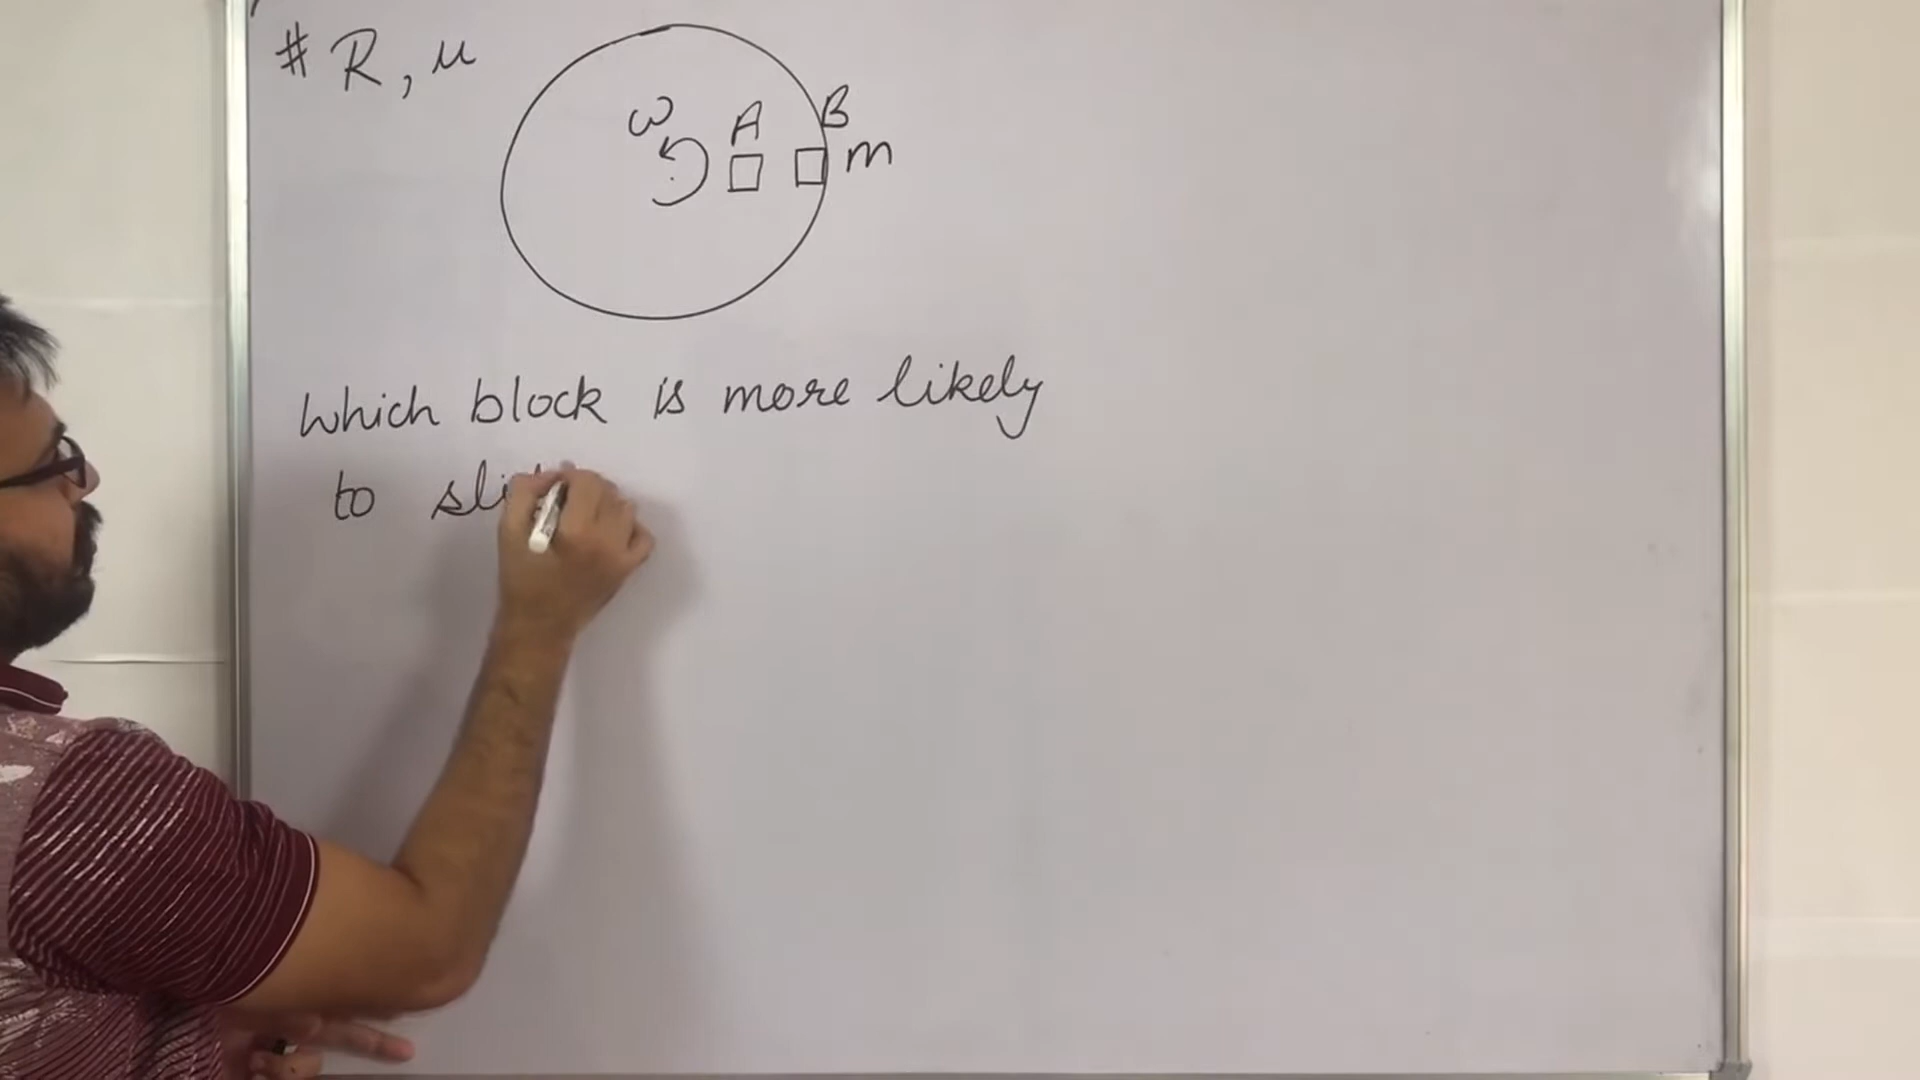 # R, μ
ω
A
B
m
Which block is more likely
to